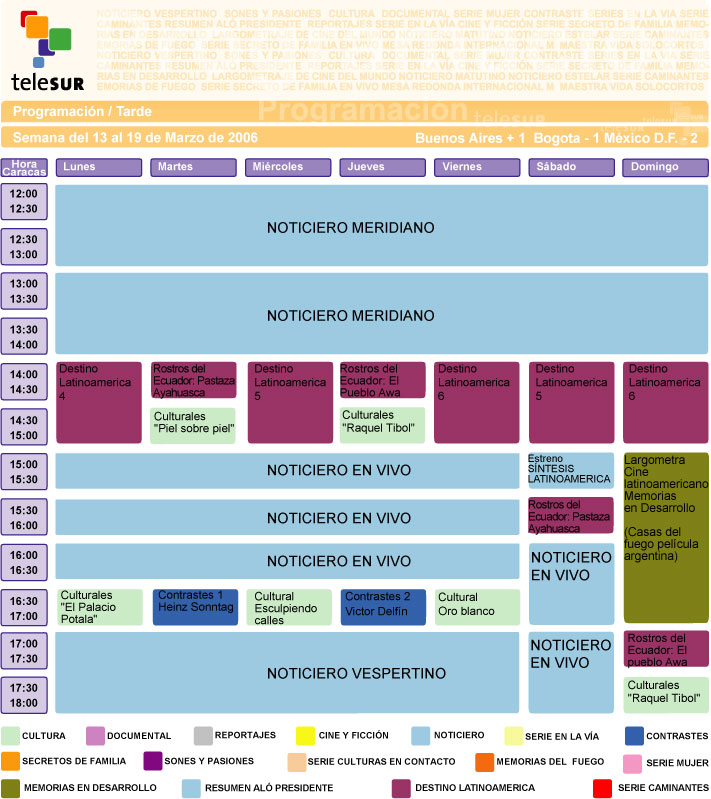 NOTICIERO VESPERTINO SONES Y PASIONES CULTURA DOCUMENTAL SERIE MUJER CONTRASTE SERIES EN LA VIA SERIE
CAMINANTES RESUMEN ALÓ PRESIDENTE REPORTAJES SERIE EN LA VÍA CINE Y FICCIÓN SERIE SECRETO DE FAMILIA MEMO-
RIAS EN DESARROLLO LARGOMETRAJE DE CINE DEL MUNDO NOTICIERO MATUTINO NOTICIERO ESTELAR SERIE CAMINANTES
EMORIAS DE FUEGO SERIE SECRETO DE FAMILIA EN VIVO MESA REDONDA INTERNACIONAL M MAESTRA VIDA SOLOCORTOS
NOTICIERO VESPERTINO SONES Y PASIONES CULTURA DOCUMENTAL SERIE MUJER CONTRASTE SERIES EN LA VIA SERIE
CAMINANTES RESUMEN ALÓ PRESIDENTE REPORTAJES SERIE EN LA VÍA CINE Y FICCIÓN SERIE SECRETO DE FAMILIA MEMO-
RIAS EN DESARROLLO LARGOMETRAJE DE CINE DEL MUNDO NOTICIERO MATUTINO NOTICIERO ESTELAR SERIE CAMINANTES
EMORIAS DE FUEGO SERIE SECRETO DE FAMILIA EN VIVO MESA REDONDA INTERNACIONAL M MAESTRA VIDA SOLOCORTOS
teleSUR
Programación / Tarde Programación teleSUR teleSUR
Semana del 13 al 19 de Marzo de 2006 Buenos Aires + 1 Bogota - 1 México D.F. - 2
Hora Caracas Lunes Martes Miércoles Jueves Viernes Sábado Domingo
12:00
12:30
12:30
13:00
NOTICIERO MERIDIANO
13:00
13:30
13:30
14:00
NOTICIERO MERIDIANO
14:00
14:30
Destino
Latinoamerica
4
Rostros del
Ecuador: Pastaza
Ayahuasca
Destino
Latinoamerica
5
Rostros del
Ecuador: El
Pueblo Awa
Destino
Latinoamerica
6
Destino
Latinoamerica
5
Destino
Latinoamerica
6
14:30
15:00
Culturales
"Piel sobre piel"
Culturales
"Raquel Tibol"
15:00
15:30
NOTICIERO EN VIVO
Estreno
SÍNTESIS
LATINOAMERICA
Largometra
Cine
latinoamericano
Memorias
en Desarrollo
(Casas del
fuego película
argentina)
15:30
16:00
NOTICIERO EN VIVO
Rostros del
Ecuador: Pastaza
Ayahuasca
16:00
16:30
NOTICIERO EN VIVO
NOTICIERO
EN VIVO
16:30
17:00
Culturales
"El Palacio
Potala"
Contrastes 1
Heinz Sonntag
Cultural
Esculpiendo
calles
Contrastes 2
Victor Delfín
Cultural
Oro blanco
17:00
17:30
NOTICIERO VESPERTINO
NOTICIERO
EN VIVO
Rostros del
Ecuador: El
pueblo Awa
17:30
18:00
Culturales
"Raquel Tibol"
CULTURA DOCUMENTAL REPORTAJES CINE Y FICCIÓN NOTICIERO SERIE EN LA VÍA CONTRASTES
SECRETOS DE FAMILIA SONES Y PASIONES SERIE CULTURAS EN CONTACTO MEMORIAS DEL FUEGO SERIE MUJER
MEMORIAS EN DESARROLLO RESUMEN ALÓ PRESIDENTE DESTINO LATINOAMERICA SERIE CAMINANTES